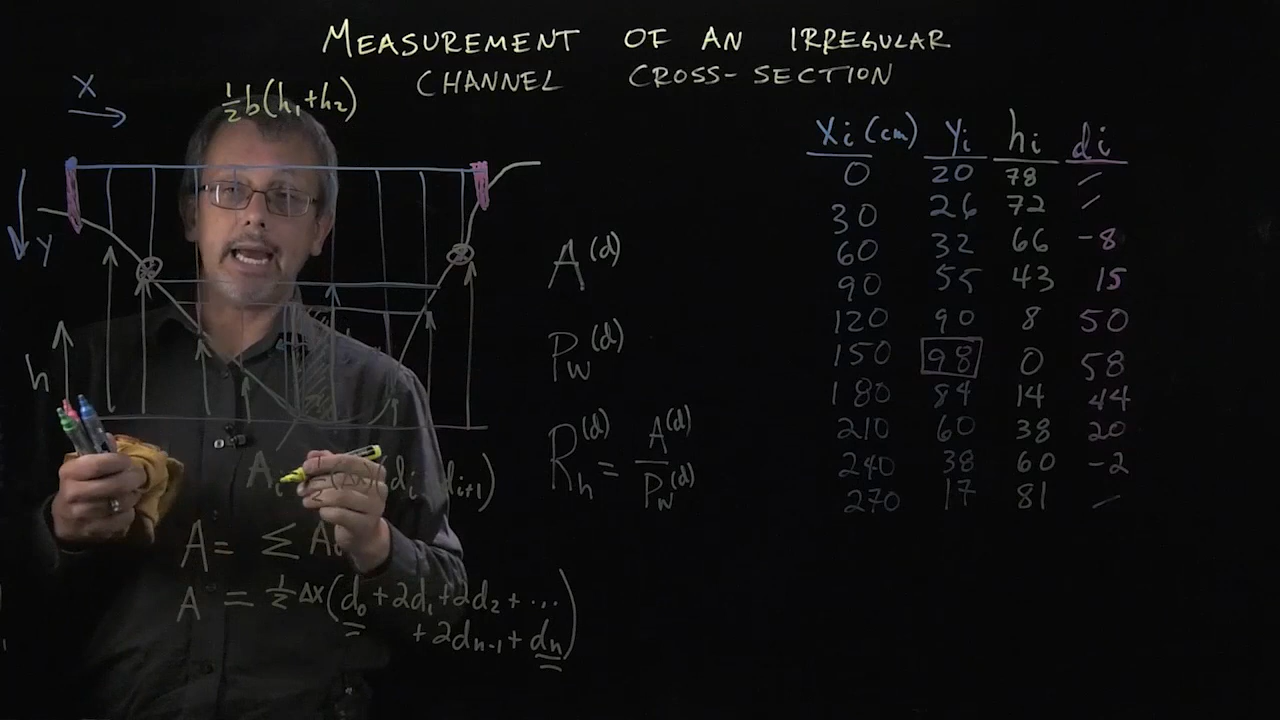 MEASUREMENT OF AN IRREGULAR
CHANNEL CROSS-SECTION
X
½b(h₁+h₂)
Y
h
A⁽ᵈ⁾
Pw⁽ᵈ⁾
Rh⁽ᵈ⁾ = A⁽ᵈ⁾/Pw⁽ᵈ⁾
A = Σ
A = ½Δx(d₀+2d₁+2d₂+...
+2dn-1+dn)
xi (cm) yi hi di
0 20 78 –
30 26 72 –
60 32 66 -8
90 55 43 15
120 90 8 50
150 98 0 58
180 84 14 44
210 60 38 20
240 38 60 -2
270 17 81 –